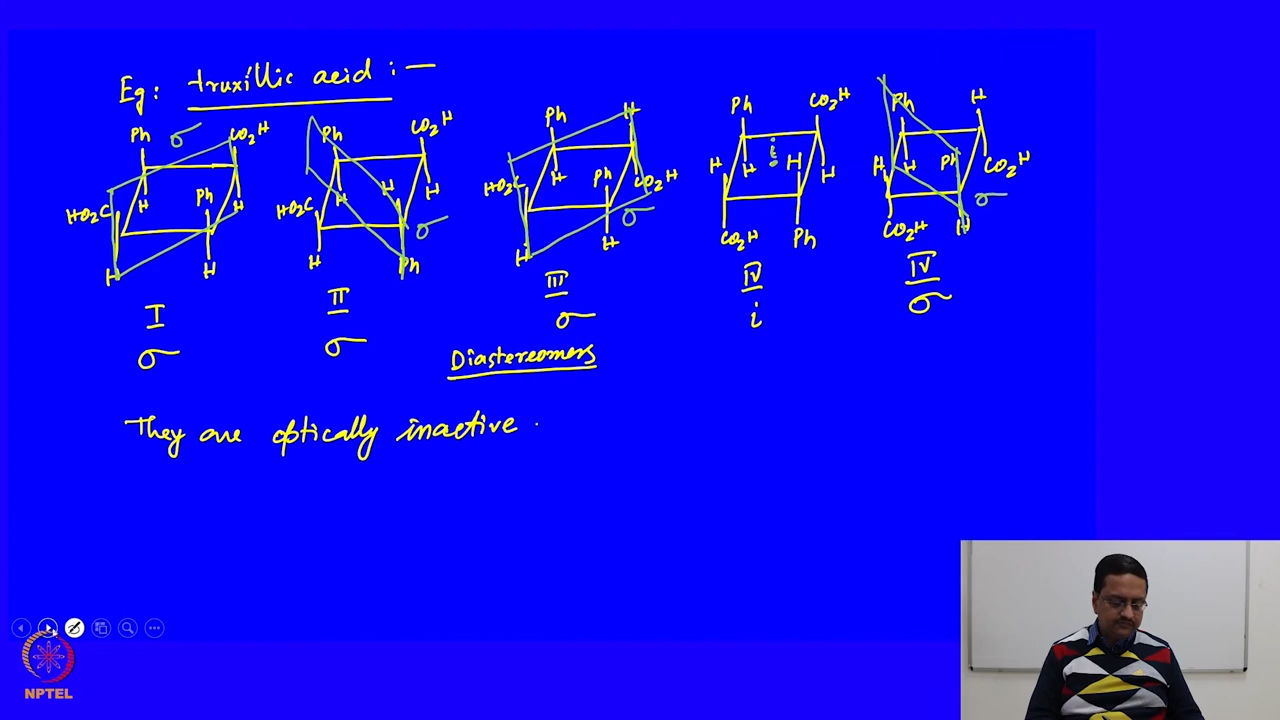 Eg: truxillic acid : —
Ph σ CO2H HO2C H Ph H H H
I
σ
Ph CO2H HO2C H H H H Ph σ
II
σ
Ph H HO2C H Ph CO2H H H σ
III
σ
Ph CO2H H H i H H CO2H Ph
IV
i
Ph H H H Ph CO2H CO2H H σ
IV
σ
Diastereomers
They are optically inactive .
NPTEL